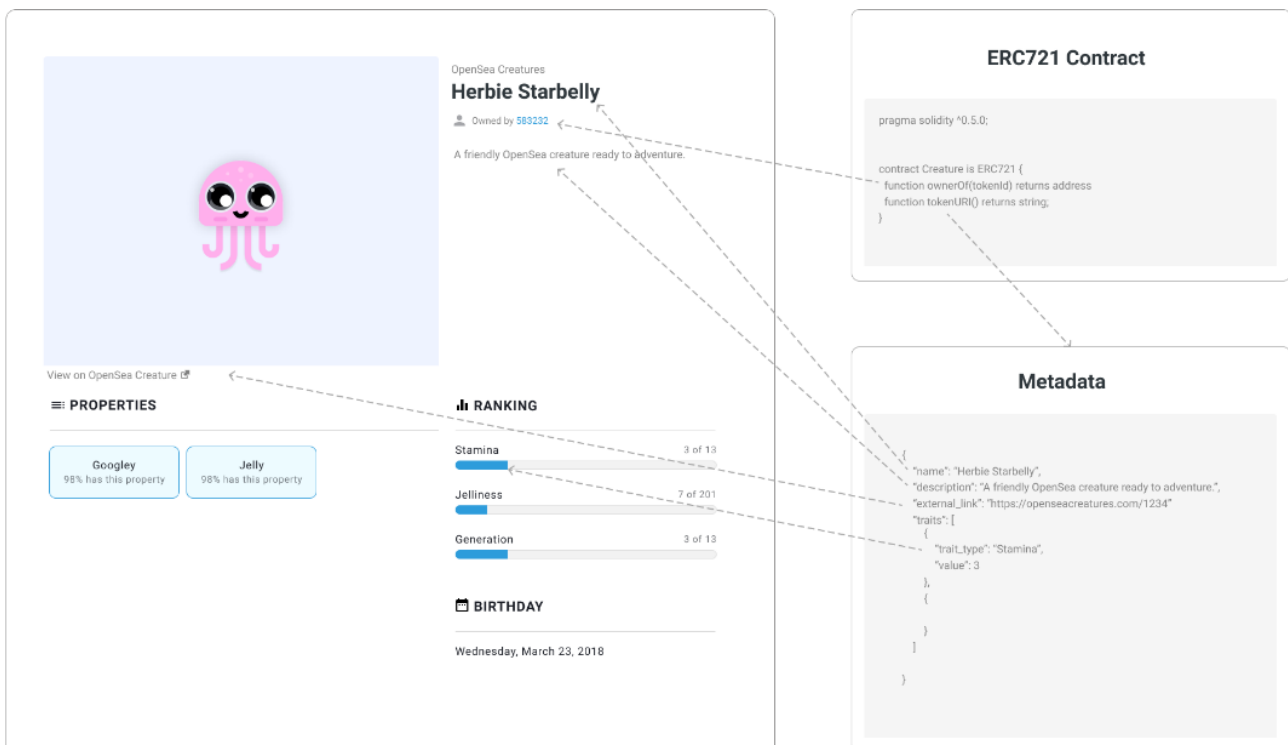 OpenSea Creatures
Herbie Starbelly
Owned by 583232
A friendly OpenSea creature ready to adventure.
View on OpenSea Creature
PROPERTIES
Googley
98% has this property
Jelly
98% has this property
RANKING
Stamina 3 of 13
Jelliness 7 of 201
Generation 3 of 13
BIRTHDAY
Wednesday, March 23, 2018
ERC721 Contract
pragma solidity ^0.5.0;
contract Creature is ERC721 {
function ownerOf(tokenId) returns address
function tokenURI() returns string;
}
Metadata
{
"name": "Herbie Starbelly",
"description": "A friendly OpenSea creature ready to adventure.",
"external_link": "https://openseacreatures.com/1234"
"traits": [
{
"trait_type": "Stamina",
"value": 3
},
{
}
]
}